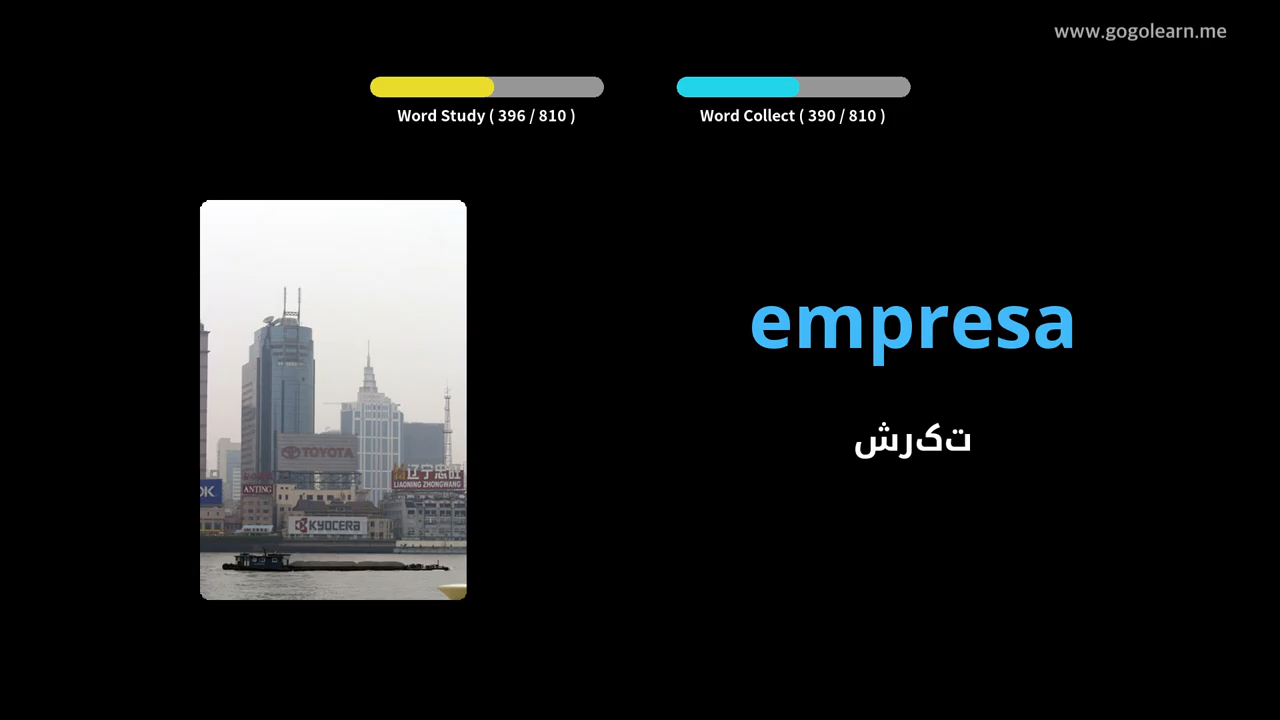 www.gogolearn.me
Word Study ( 396 / 810 )
Word Collect ( 390 / 810 )
empresa
تکرش
TOYOTA
辽宁忠旺
LIAONING ZHONGWANG
OK
ANTING
KYOCERA